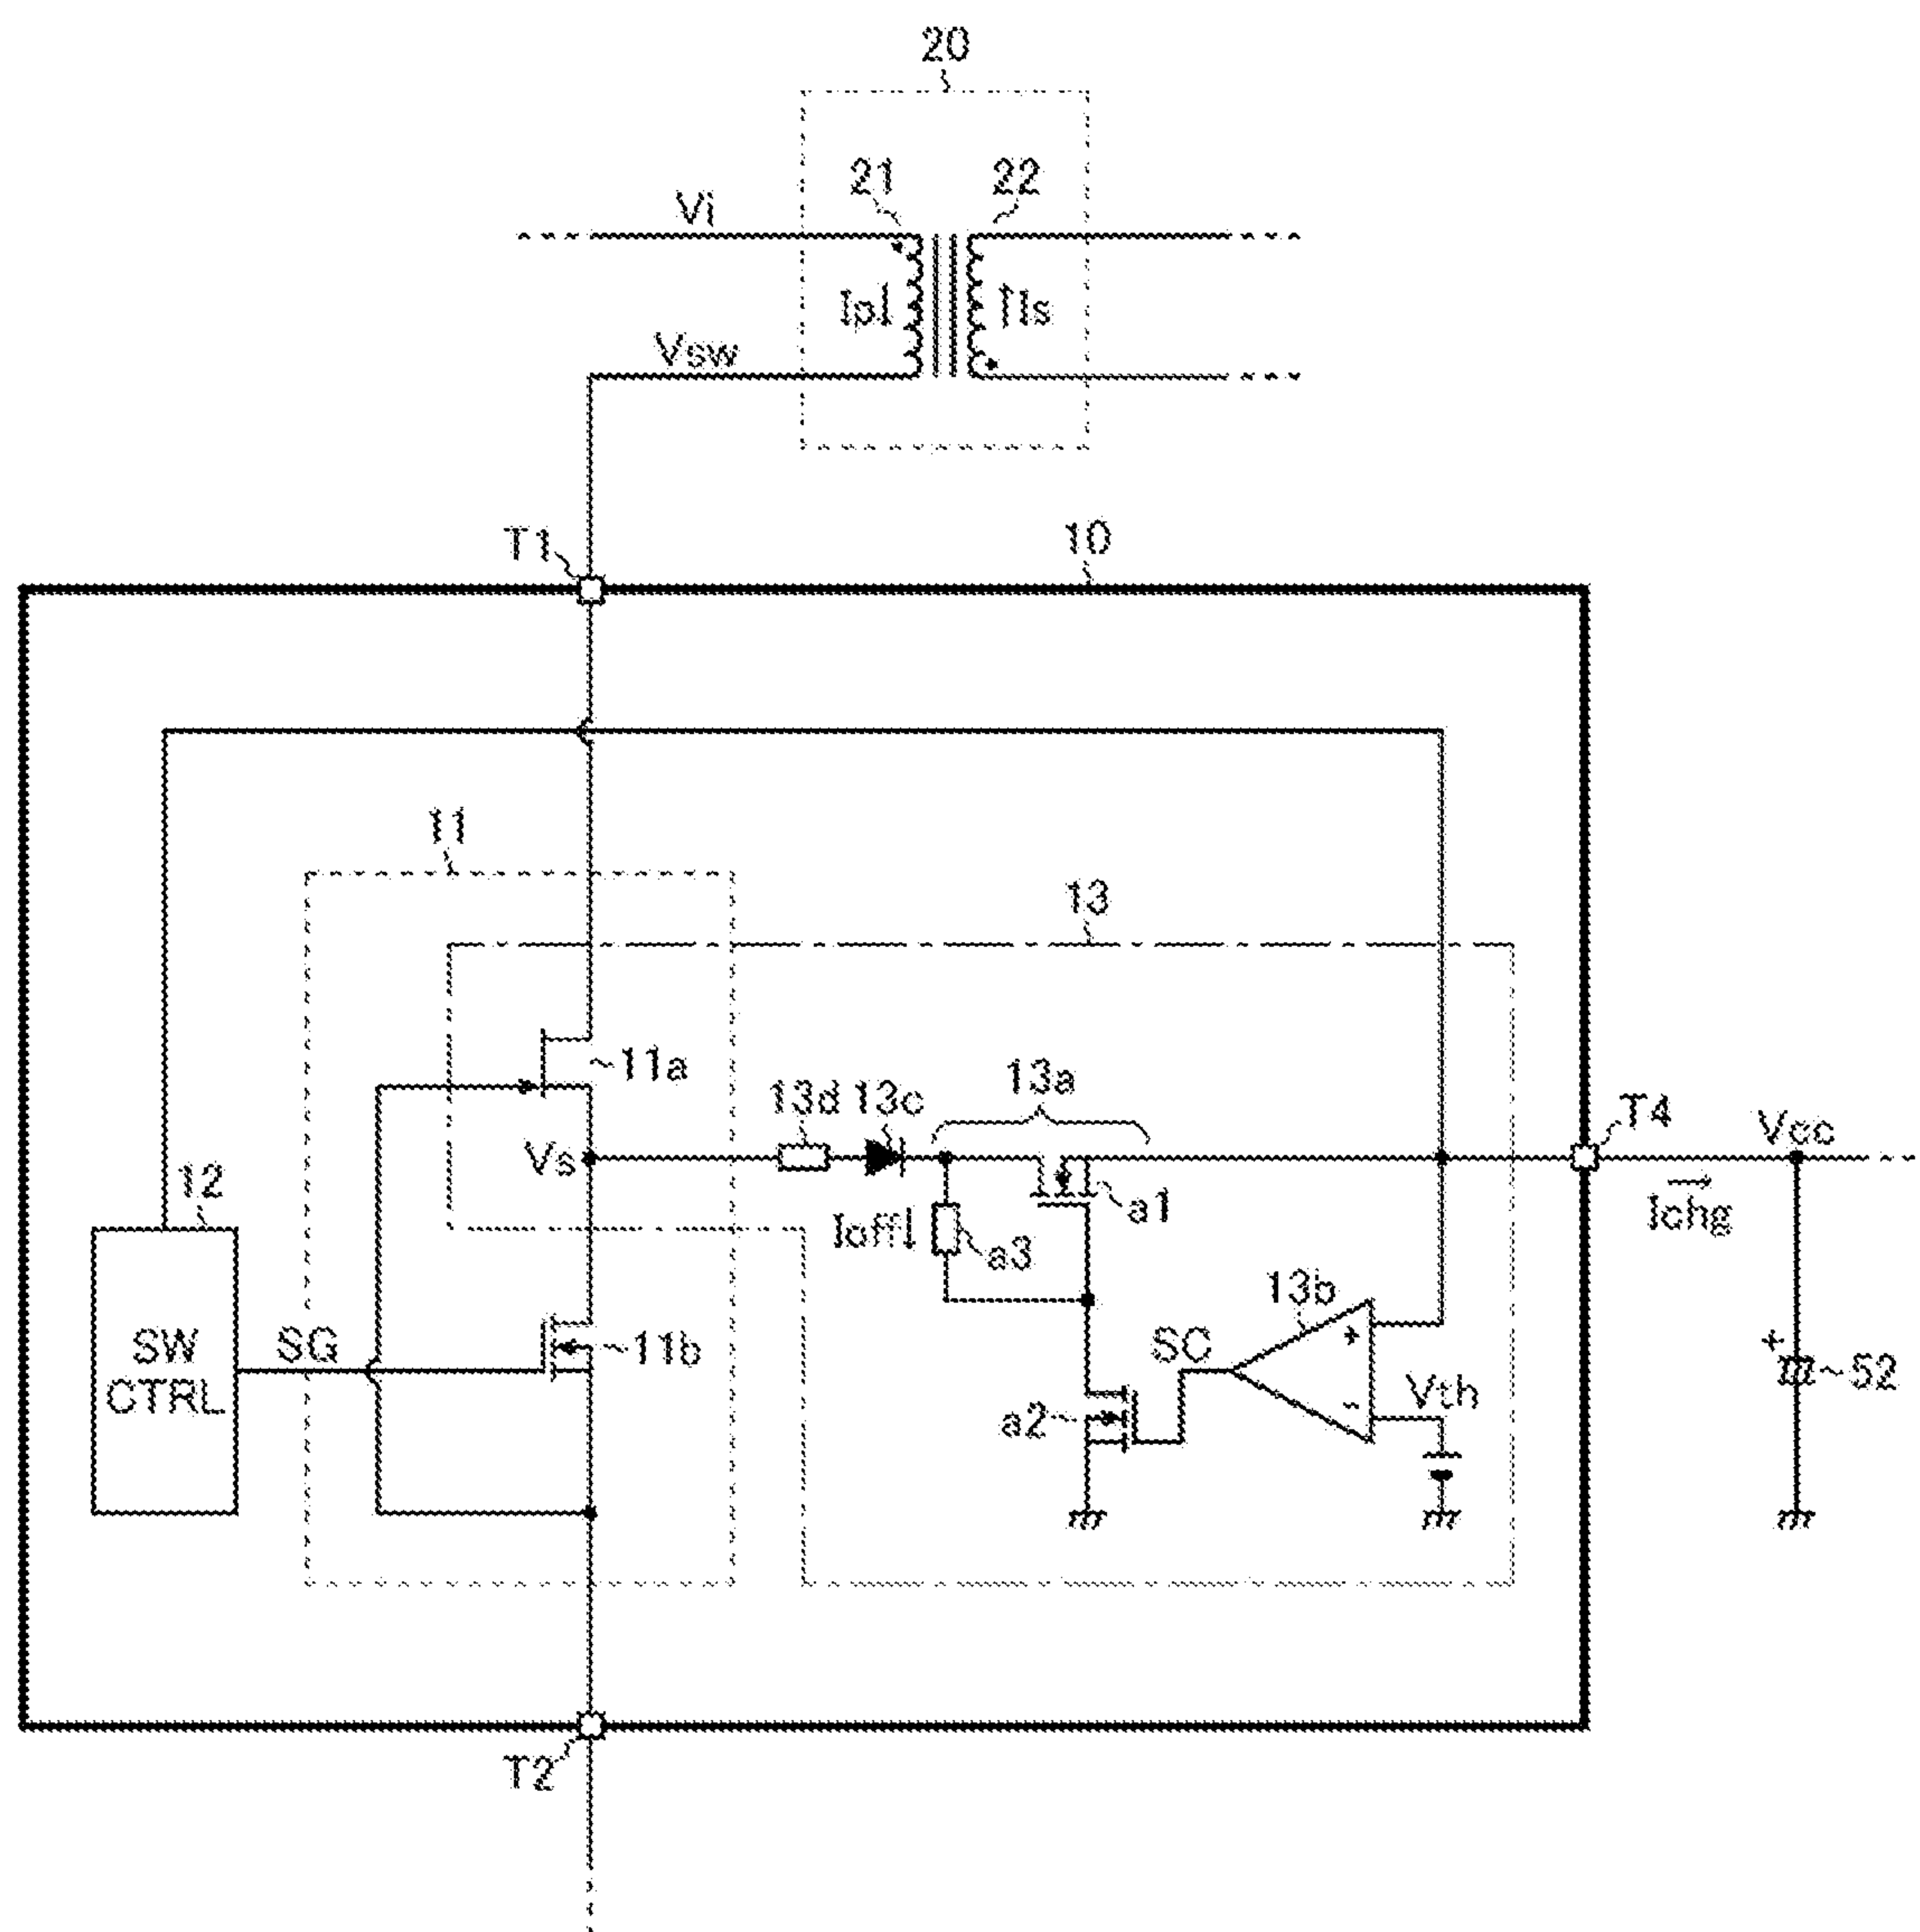 20
21 22
Vi
Ip↓ ↑Is
Vsw
T1 10
11
13
11a
13a
13d 13c
T4
Vs
Vcc
12
a1
Ichg
Ioff↓
a3
13b
SW
CTRL
SG
11b
SC
+
+
52
Vth
-
a2
T2